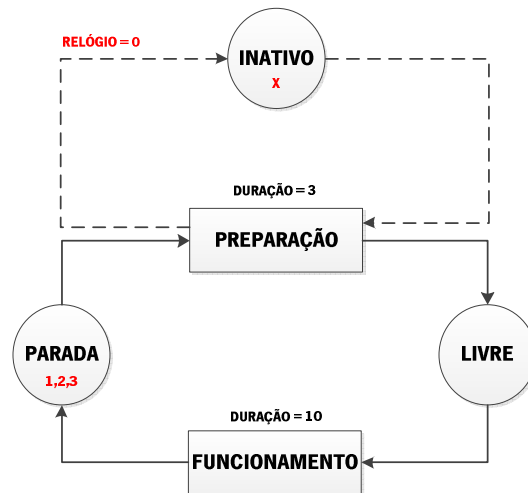 RELÓGIO = 0
INATIVO
X
DURAÇÃO = 3
PREPARAÇÃO
PARADA
1,2,3
LIVRE
DURAÇÃO = 10
FUNCIONAMENTO